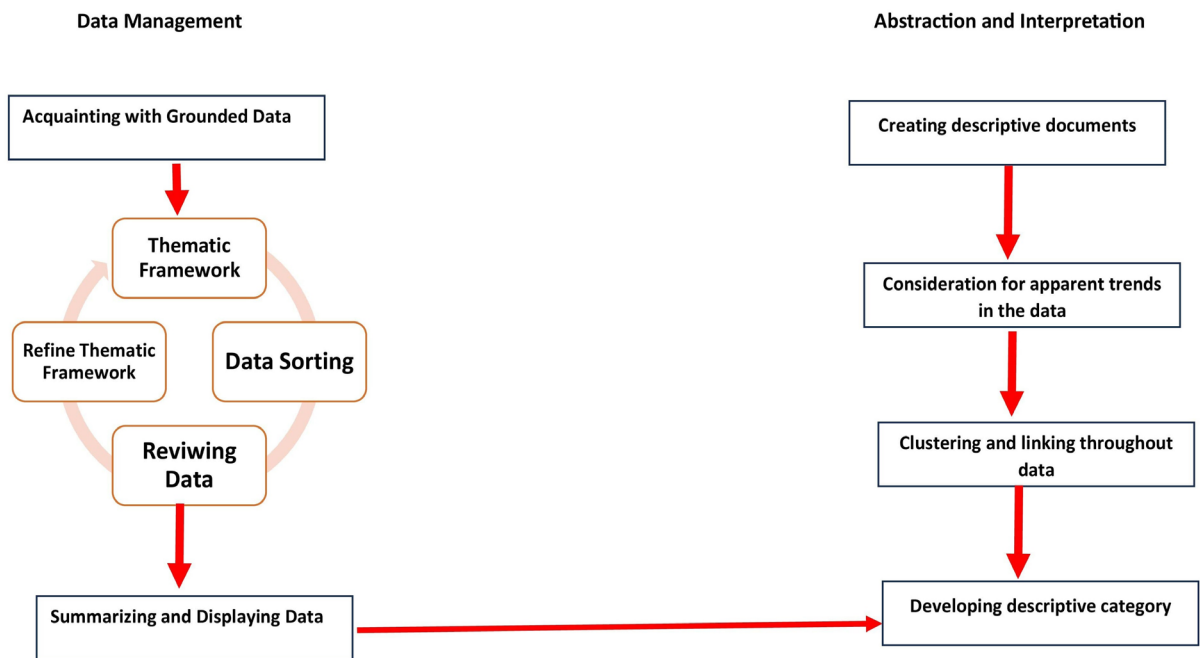 Data Management
Abstraction and Interpretation
Acquainting with Grounded Data
Thematic
Framework
Refine Thematic
Framework
Data Sorting
Reviwing
Data
Summarizing and Displaying Data
Creating descriptive documents
Consideration for apparent trends
in the data
Clustering and linking throughout
data
Developing descriptive category